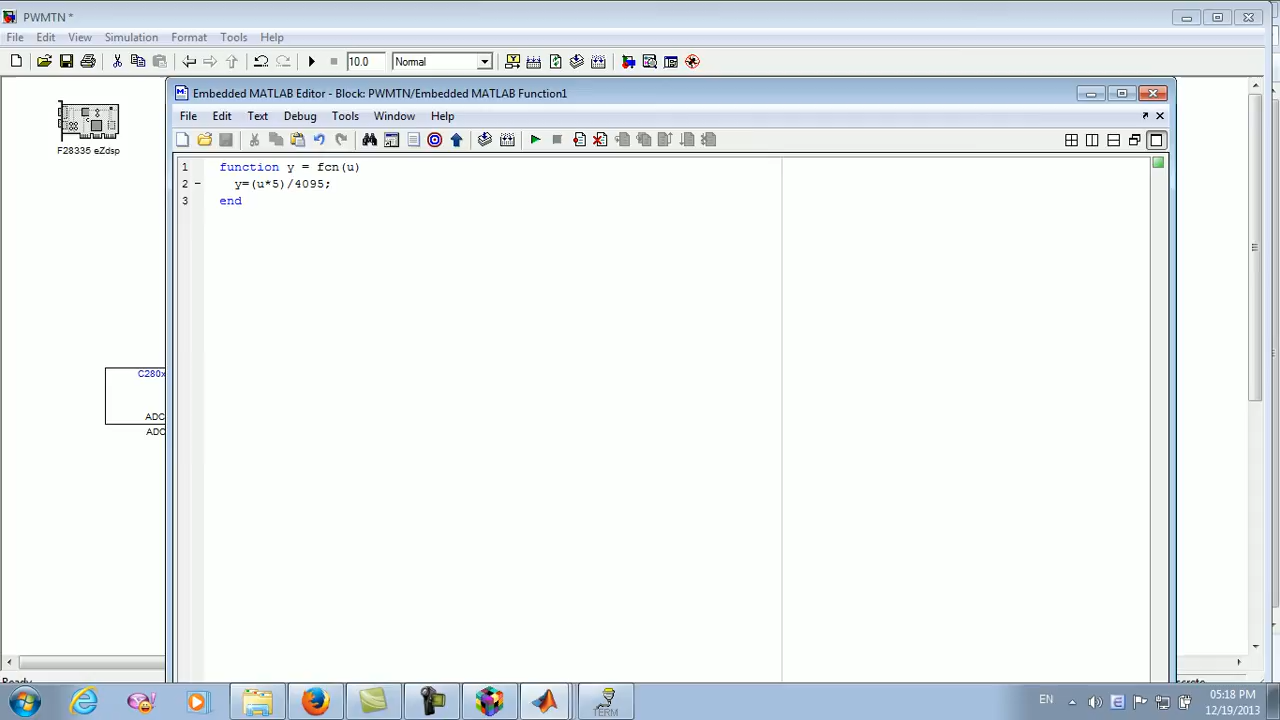 PWMTN *
File Edit View Simulation Format Tools Help
10.0 Normal
F28335 eZdsp
C280x
ADC
ADC
Embedded MATLAB Editor - Block: PWMTN/Embedded MATLAB Function1
File Edit Text Debug Tools Window Help
1 function y = fcn(u)
2 – y=(u*5)/4095;
3 end
TERM
EN
05:18 PM
12/19/2013